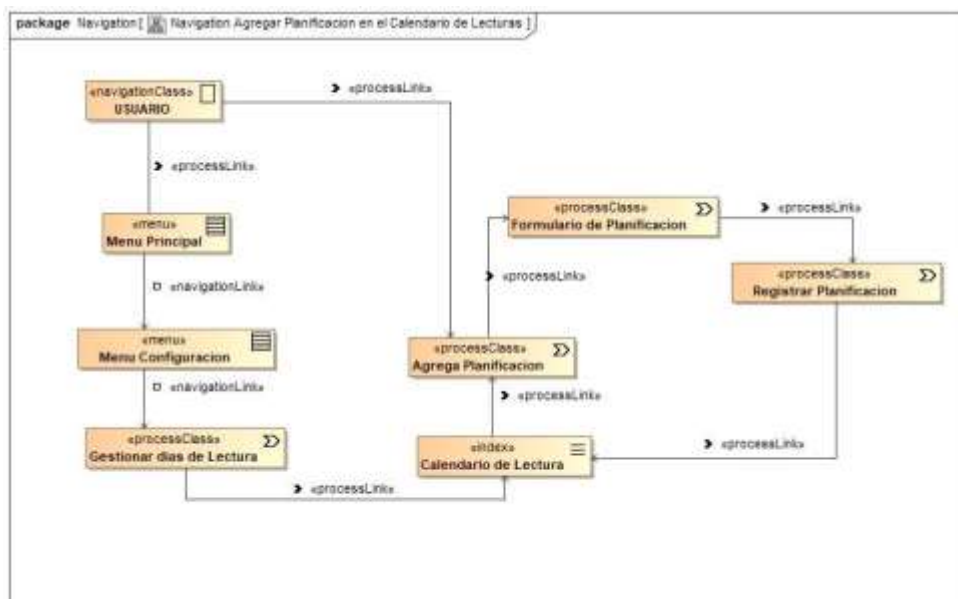 package Navigation [ Navigation Agregar Planificacion en el Calendario de Lecturas ]
«navigationClass»
USUARIO
«processLink»
«processLink»
«menu»
Menu Principal
«navigationLink»
«menu»
Menu Configuracion
«navigationLink»
«processClass»
Gestionar dias de Lectura
«processLink»
«index»
Calendario de Lectura
«processLink»
«processClass»
Agrega Planificacion
«processLink»
«processClass»
Formulario de Planificacion
«processLink»
«processClass»
Registrar Planificacion
«processLink»